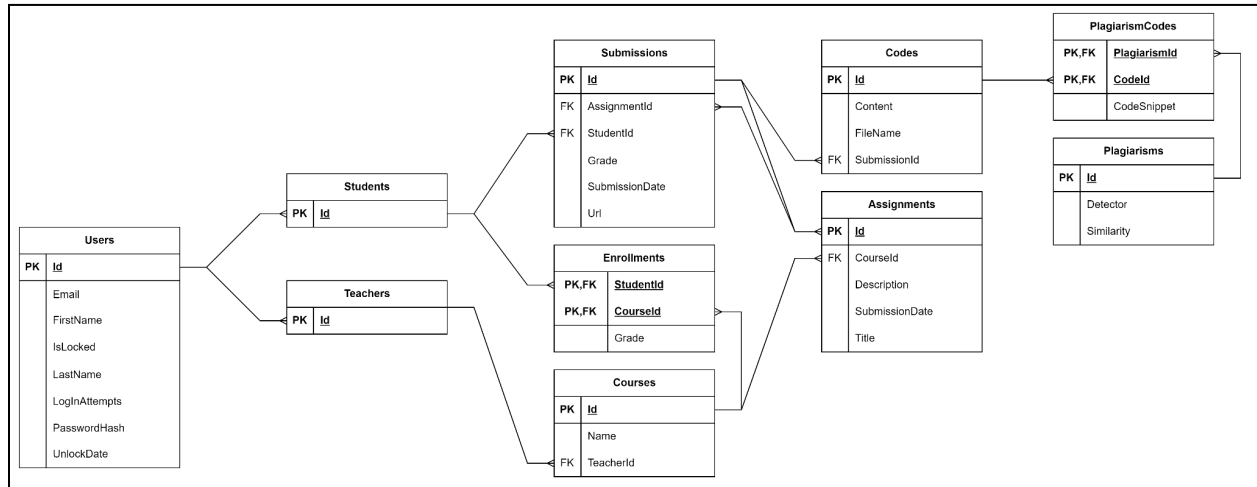 Users
PK Id
Email
FirstName
IsLocked
LastName
LogInAttempts
PasswordHash
UnlockDate
Students
PK Id
Teachers
PK Id
Submissions
PK Id
FK AssignmentId
FK StudentId
Grade
SubmissionDate
Url
Enrollments
PK,FK StudentId
PK,FK CourseId
Grade
Courses
PK Id
Name
FK TeacherId
Codes
PK Id
Content
FileName
FK SubmissionId
Assignments
PK Id
FK CourseId
Description
SubmissionDate
Title
PlagiarismCodes
PK,FK PlagiarismId
PK,FK CodeId
CodeSnippet
Plagiarisms
PK Id
Detector
Similarity